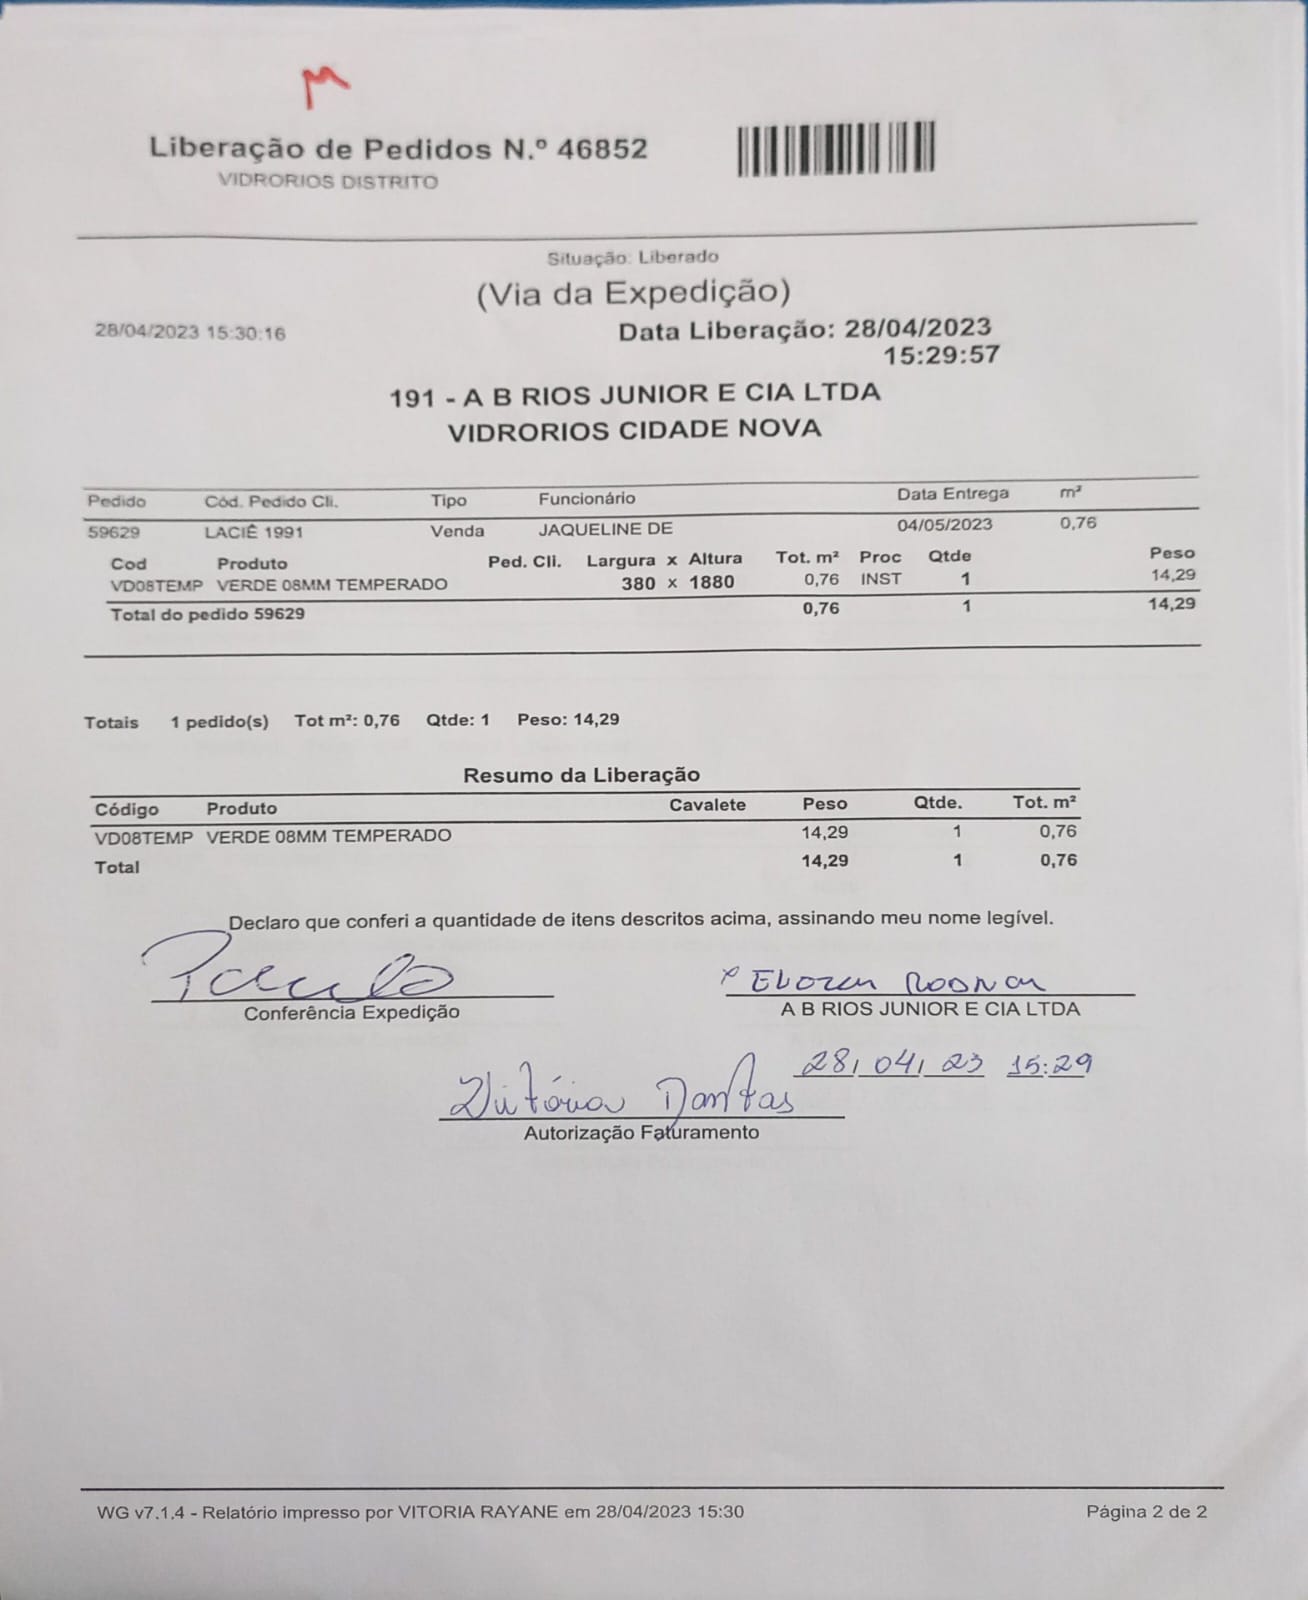 M
Liberação de Pedidos N.º 46852
VIDRORIOS DISTRITO
Situação: Liberado
(Via da Expedição)
28/04/2023 15:30:16 Data Liberação: 28/04/2023
15:29:57
191 - A B RIOS JUNIOR E CIA LTDA
VIDRORIOS CIDADE NOVA
Pedido Cód. Pedido Cli. Tipo Funcionário Data Entrega m²
59629 LACIÊ 1991 Venda JAQUELINE DE 04/05/2023 0,76
Cod Produto Ped. Cli. Largura x Altura Tot. m² Proc Qtde Peso
VD08TEMP VERDE 08MM TEMPERADO 380 x 1880 0,76 INST 1 14,29
Total do pedido 59629 0,76 1 14,29
Totais 1 pedido(s) Tot m²: 0,76 Qtde: 1 Peso: 14,29
Resumo da Liberação
Código Produto Cavalete Peso Qtde. Tot. m²
VD08TEMP VERDE 08MM TEMPERADO 14,29 1 0,76
Total 14,29 1 0,76
Declaro que conferi a quantidade de itens descritos acima, assinando meu nome legível.
Paulo
Conferência Expedição A B RIOS JUNIOR E CIA LTDA
28/04/23 15:29
Vitória Dantas
Autorização Faturamento
WG v7.1.4 - Relatório impresso por VITORIA RAYANE em 28/04/2023 15:30 Página 2 de 2